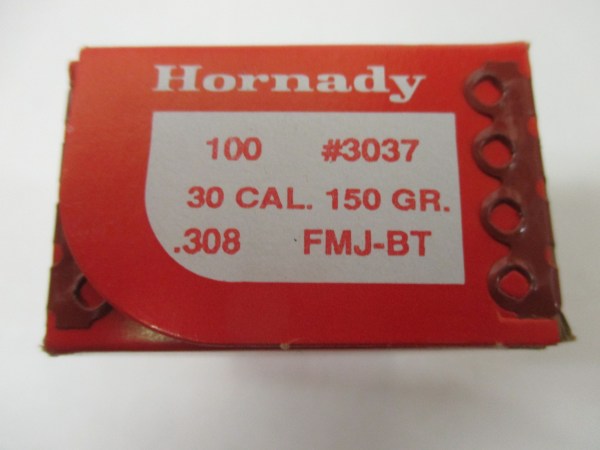 Hornady
100 #3037
30 CAL. 150 GR.
.308 FMJ-BT